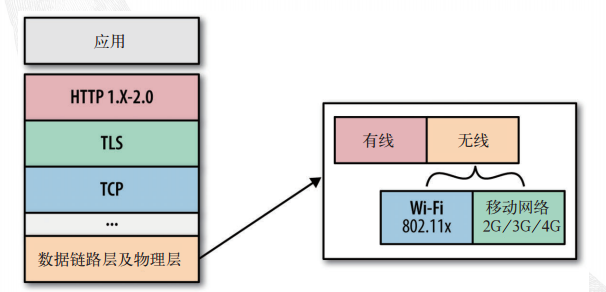 应用
HTTP 1.X-2.0
TLS
TCP
...
数据链路层及物理层
有线
无线
Wi-Fi
802.11x
移动网络
2G/3G/4G